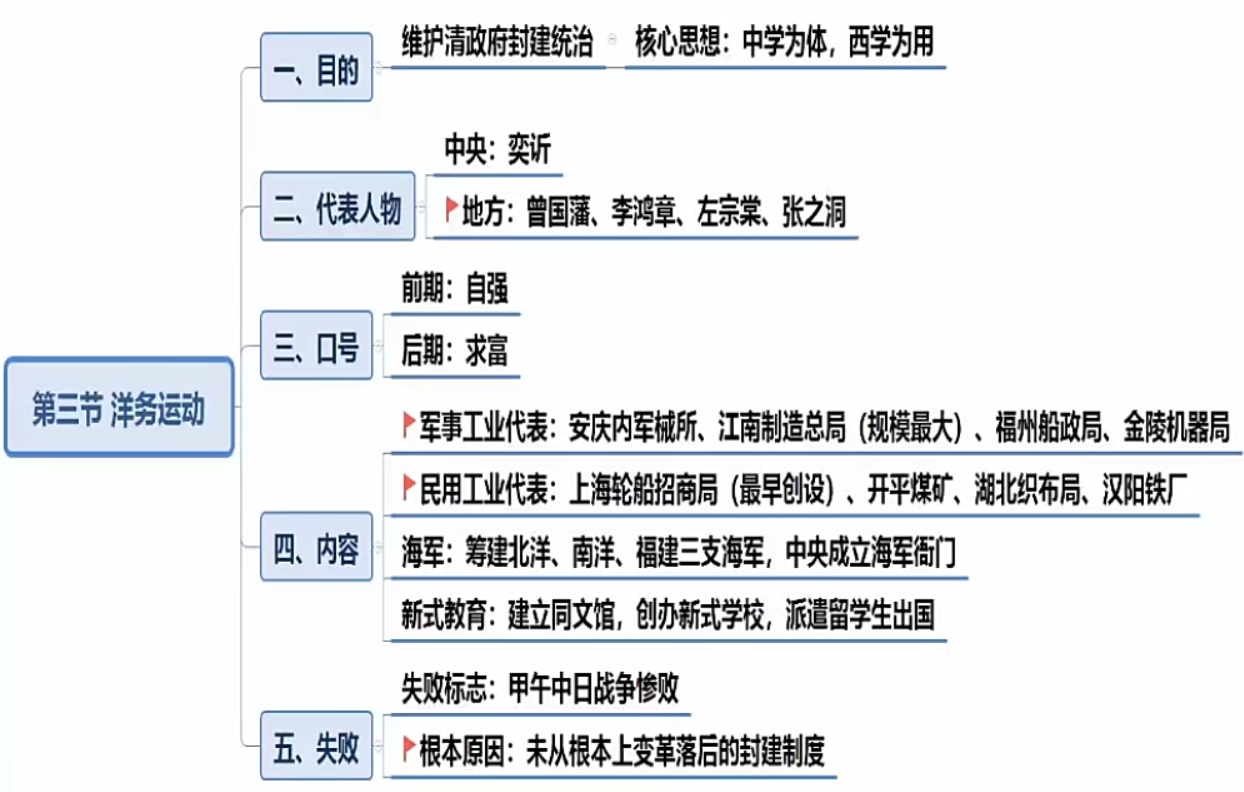 维护清政府封建统治
核心思想：中学为体，西学为用
一、目的
中央：奕䜣
二、代表人物
地方：曾国藩、李鸿章、左宗棠、张之洞
前期：自强
三、口号
后期：求富
第三节 洋务运动
军事工业代表：安庆内军械所、江南制造总局（规模最大）、福州船政局、金陵机器局
民用工业代表：上海轮船招商局（最早创设）、开平煤矿、湖北织布局、汉阳铁厂
四、内容
海军：筹建北洋、南洋、福建三支海军，中央成立海军衙门
新式教育：建立同文馆，创办新式学校，派遣留学生出国
失败标志：甲午中日战争惨败
五、失败
根本原因：未从根本上变革落后的封建制度